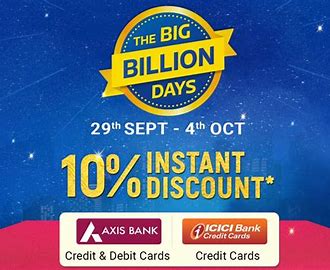 THE BIG
BILLION
DAYS
29th SEPT - 4th OCT
10% INSTANT
DISCOUNT*
AXIS BANK
Credit & Debit Cards
ICICI Bank
Credit Cards
Credit Cards